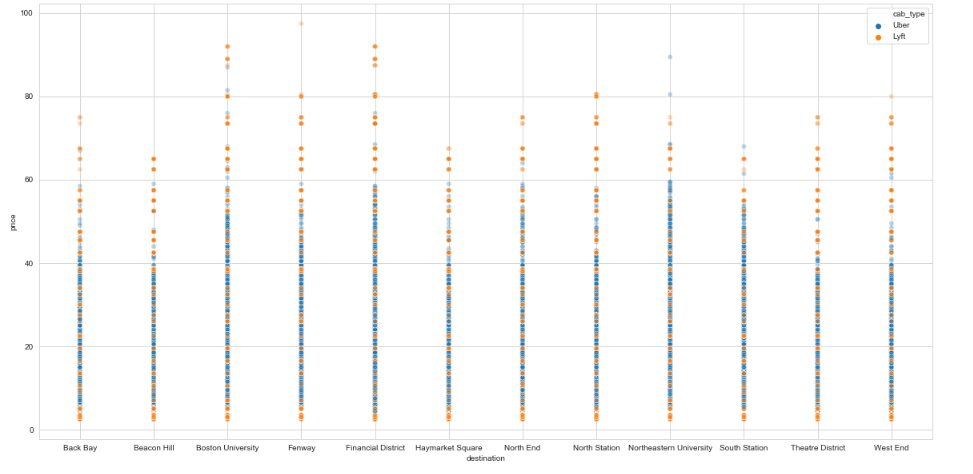 100
80
60
40
20
0
price
cab_type
Uber
Lyft
Back Bay Beacon Hill Boston University Fenway Financial District Haymarket Square North End North Station Northeastern University South Station Theatre District West End
destination